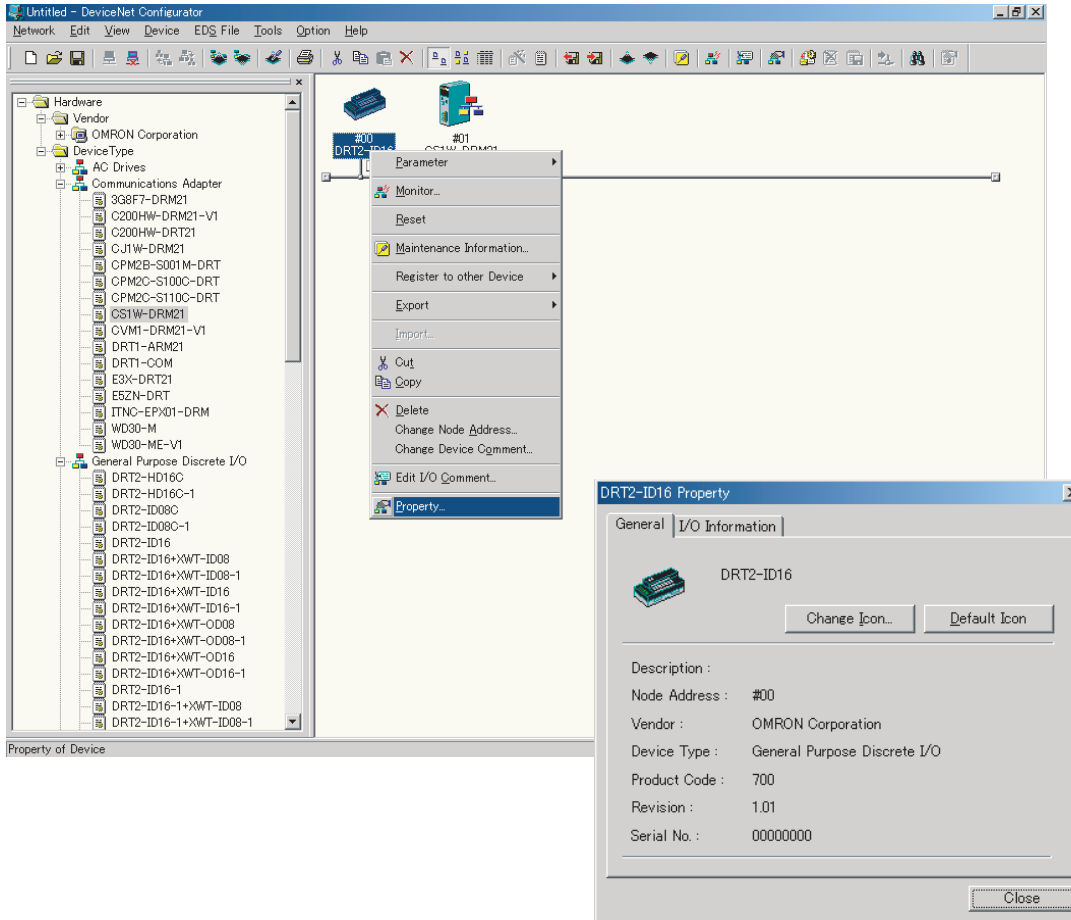 Untitled - DeviceNet Configurator
Network Edit View Device EDS File Tools Option Help
Hardware
Vendor
OMRON Corporation
DeviceType
AC Drives
Communications Adapter
3G8F7-DRM21
C200HW-DRM21-V1
C200HW-DRT21
CJ1W-DRM21
CPM2B-S001M-DRT
CPM2C-S100C-DRT
CPM2C-S110C-DRT
CS1W-DRM21
CVM1-DRM21-V1
DRT1-ARM21
DRT1-COM
E3X-DRT21
E5ZN-DRT
ITNC-EPX01-DRM
WD30-M
WD30-ME-V1
General Purpose Discrete I/O
DRT2-HD16C
DRT2-HD16C-1
DRT2-ID08C
DRT2-ID08C-1
DRT2-ID16
DRT2-ID16+XWT-ID08
DRT2-ID16+XWT-ID08-1
DRT2-ID16+XWT-ID16
DRT2-ID16+XWT-ID16-1
DRT2-ID16+XWT-OD08
DRT2-ID16+XWT-OD08-1
DRT2-ID16+XWT-OD16
DRT2-ID16+XWT-OD16-1
DRT2-ID16-1
DRT2-ID16-1+XWT-ID08
DRT2-ID16-1+XWT-ID08-1
#00
DRT2-ID16
#01
CS1W-DRM21
Parameter
Monitor...
Reset
Maintenance Information...
Register to other Device
Export
Import...
Cut
Copy
Delete
Change Node Address...
Change Device Comment...
Edit I/O Comment...
Property...
Property of Device
DRT2-ID16 Property
General I/O Information
DRT2-ID16
Change Icon... Default Icon
Description :
Node Address : #00
Vendor : OMRON Corporation
Device Type : General Purpose Discrete I/O
Product Code : 700
Revision : 1.01
Serial No. : 00000000
Close